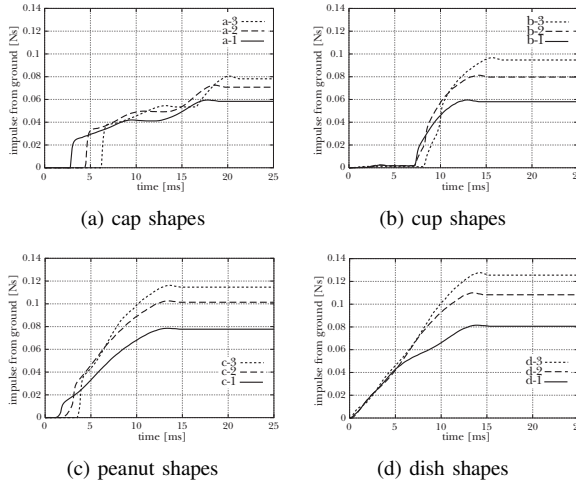 impulse from ground [Ns]
0.14
0.12
0.1
0.08
0.06
0.04
0.02
0
0 5 10 15 20 25
time [ms]
a-3
a-2
a-1
(a) cap shapes
impulse from ground [Ns]
0.14
0.12
0.1
0.08
0.06
0.04
0.02
0
0 5 10 15 20 25
time [ms]
b-3
b-2
b-1
(b) cup shapes
impulse from ground [Ns]
0.14
0.12
0.1
0.08
0.06
0.04
0.02
0
0 5 10 15 20 25
time [ms]
c-3
c-2
c-1
(c) peanut shapes
impulse from ground [Ns]
0.14
0.12
0.1
0.08
0.06
0.04
0.02
0
0 5 10 15 20 25
time [ms]
d-3
d-2
d-1
(d) dish shapes